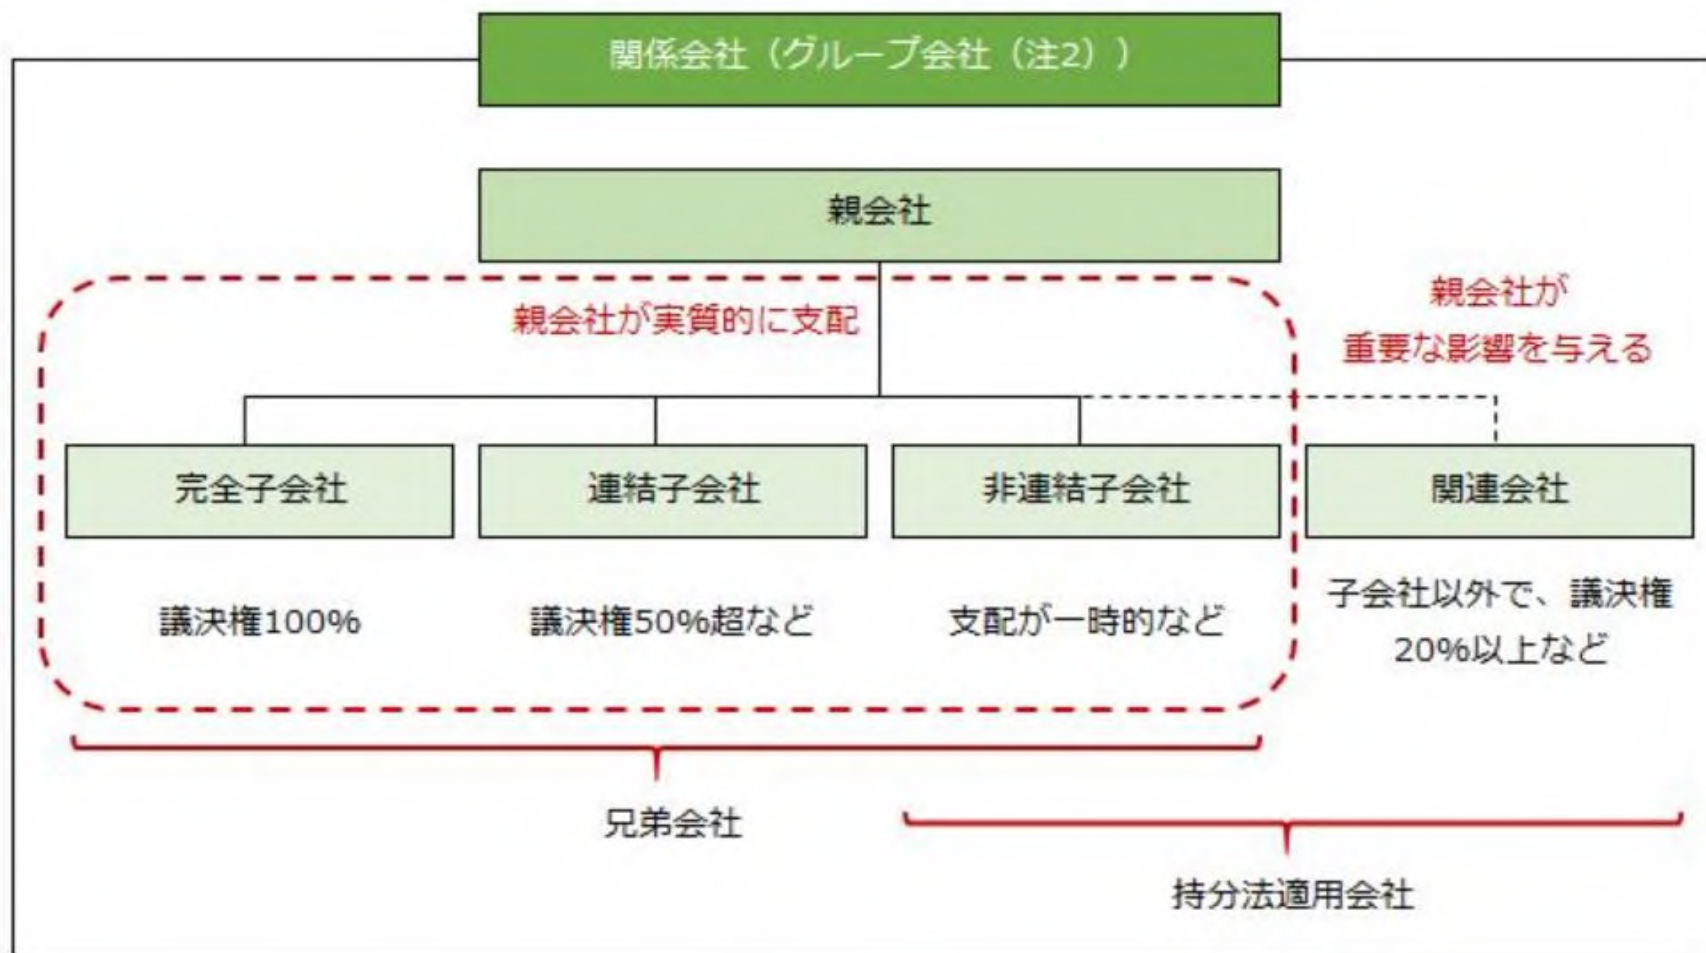 関係会社（グループ会社（注2））
親会社
親会社が実質的に支配
親会社が
重要な影響を与える
完全子会社
連結子会社
非連結子会社
関連会社
議決権100%
議決権50%超など
支配が一時的など
子会社以外で、議決権
20%以上など
兄弟会社
持分法適用会社